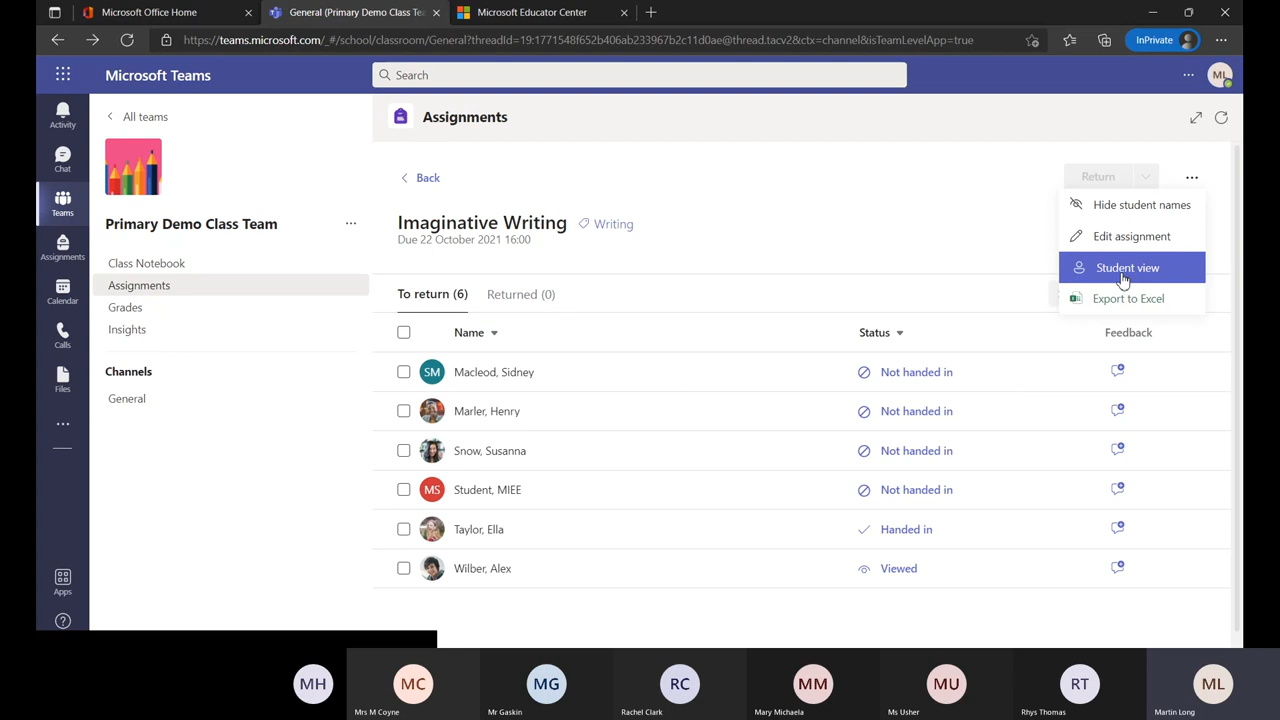 Microsoft Office Home
General (Primary Demo Class Te
Microsoft Educator Center
https://teams.microsoft.com/_#/school/classroom/General?threadId=19:1771548f652b406ab233967b2c11d0ae@thread.tacv2&ctx=channel&isTeamLevelApp=true
InPrivate
Microsoft Teams
Search
ML
Activity
Chat
Teams
Assignments
Calendar
Calls
Files
Apps
All teams
Primary Demo Class Team
Class Notebook
Assignments
Grades
Insights
Channels
General
Assignments
Back
Return
Hide student names
Edit assignment
Student view
Export to Excel
Imaginative Writing
Writing
Due 22 October 2021 16:00
To return (6)
Returned (0)
Name
Status
Feedback
SM Macleod, Sidney Not handed in
Marler, Henry Not handed in
Snow, Susanna Not handed in
MS Student, MIEE Not handed in
Taylor, Ella Handed in
Wilber, Alex Viewed
MH
MC
MG
RC
MM
MU
RT
ML
Mrs M Coyne
Mr Gaskin
Rachel Clark
Mary Michaela
Ms Usher
Rhys Thomas
Martin Long